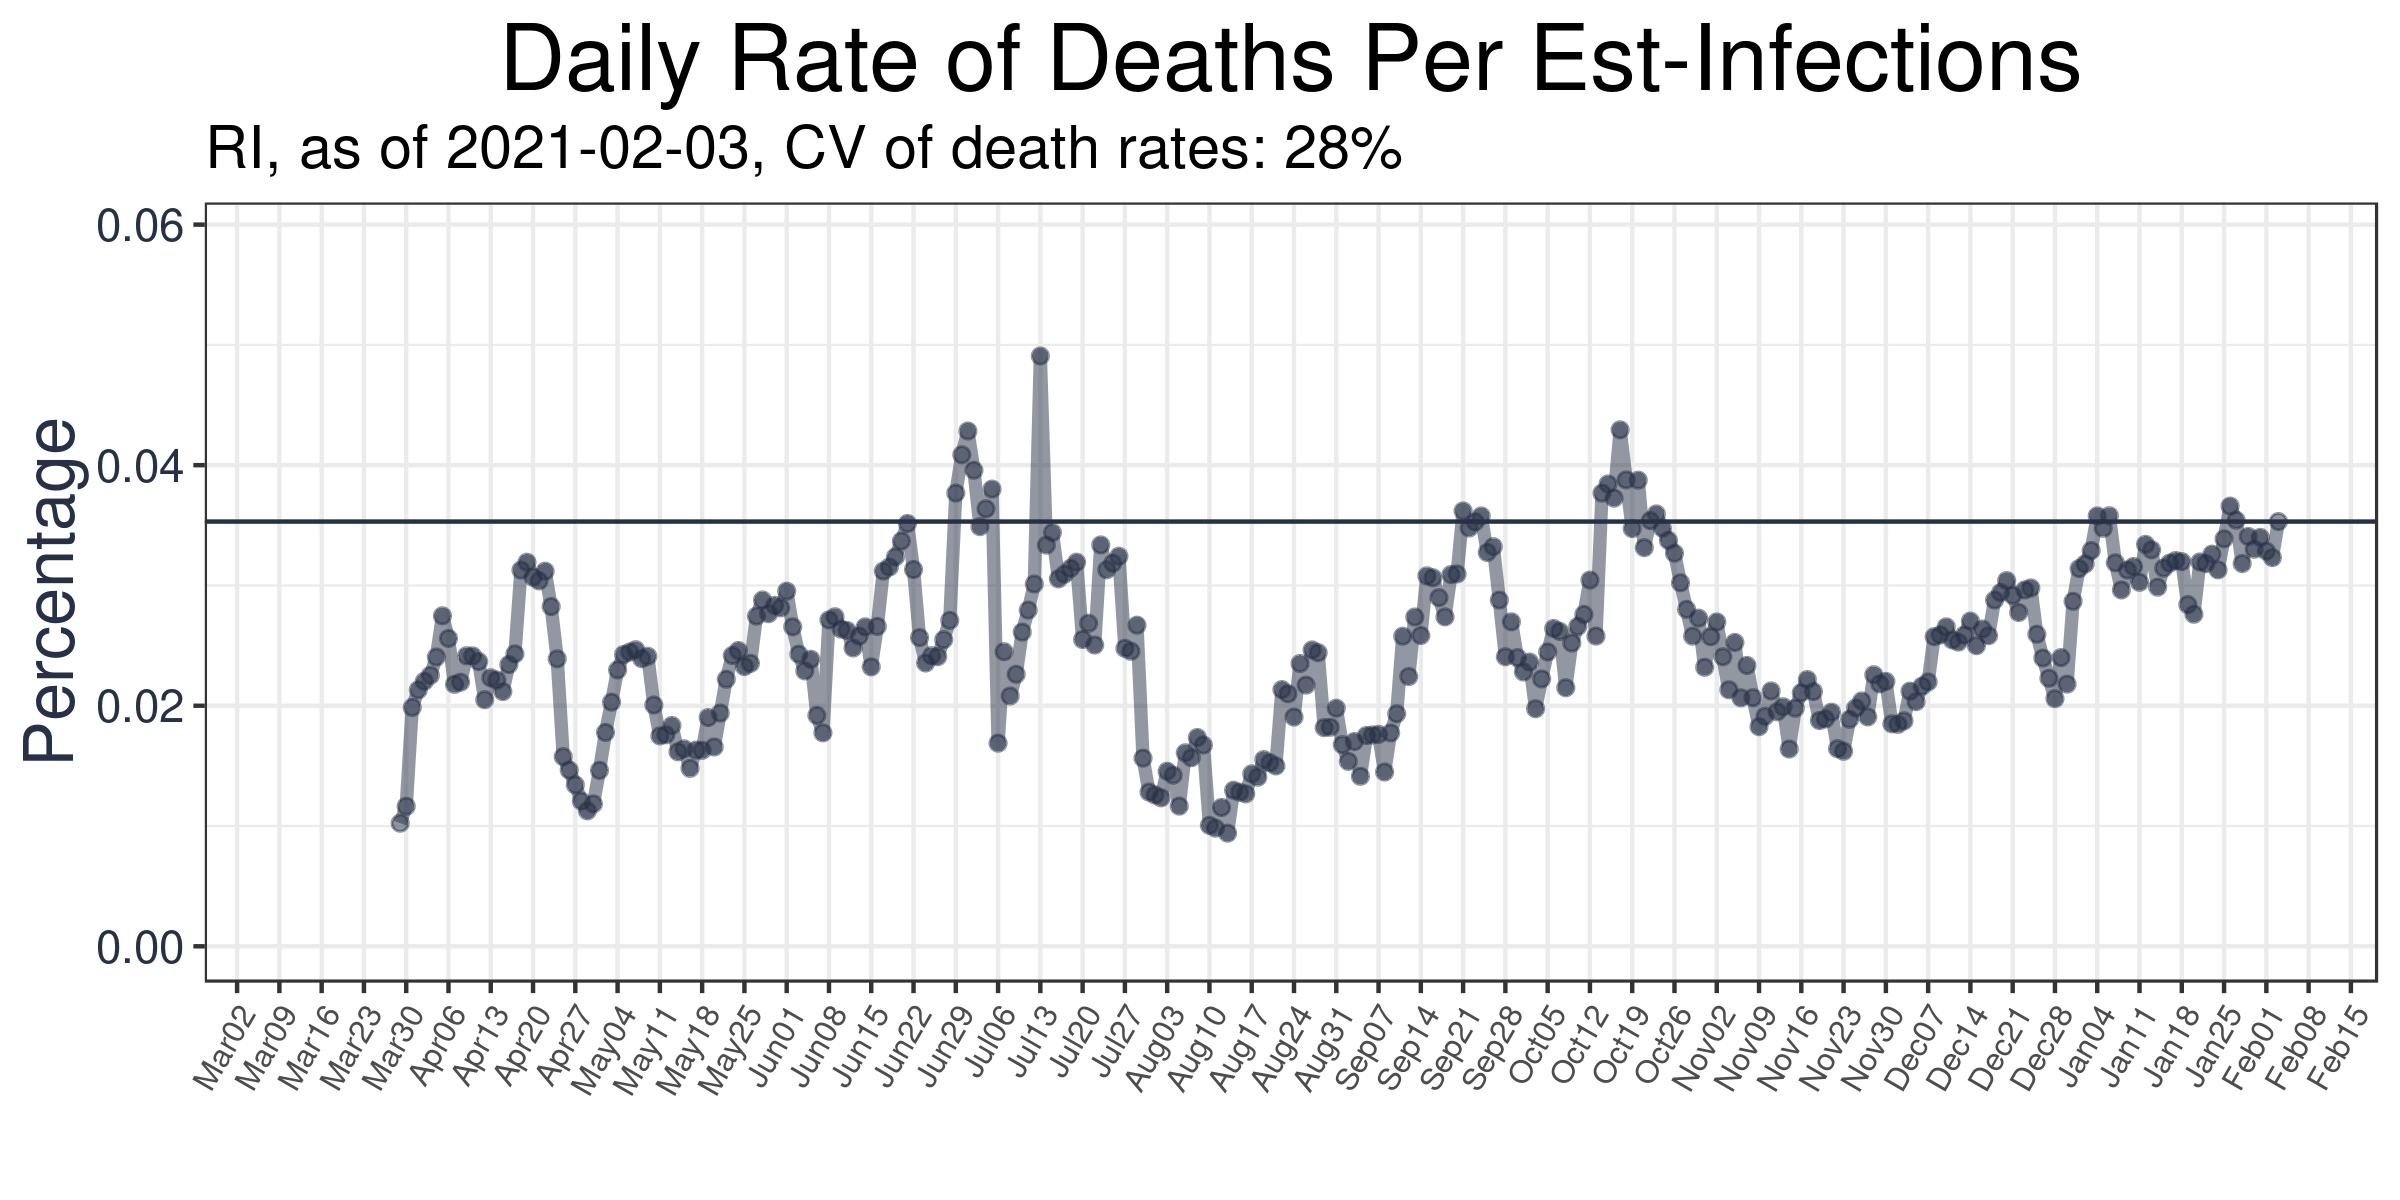 Daily Rate of Deaths Per Est-Infections
RI, as of 2021-02-03, CV of death rates: 28%
Percentage
0.06
0.04
0.02
0.00
Mar02
Mar09
Mar16
Mar23
Mar30
Apr06
Apr13
Apr20
Apr27
May04
May11
May18
May25
Jun01
Jun08
Jun15
Jun22
Jun29
Jul06
Jul13
Jul20
Jul27
Aug03
Aug10
Aug17
Aug24
Aug31
Sep07
Sep14
Sep21
Sep28
Oct05
Oct12
Oct19
Oct26
Nov02
Nov09
Nov16
Nov23
Nov30
Dec07
Dec14
Dec21
Dec28
Jan04
Jan11
Jan18
Jan25
Feb01
Feb08
Feb15